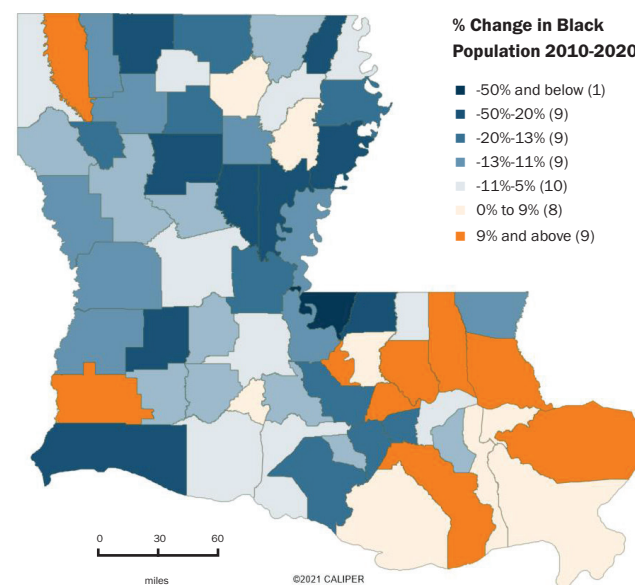 % Change in Black
Population 2010-2020
-50% and below (1)
-50%-20% (9)
-20%-13% (9)
-13%-11% (9)
-11%-5% (10)
0% to 9% (8)
9% and above (9)
0 30 60
miles
©2021 CALIPER